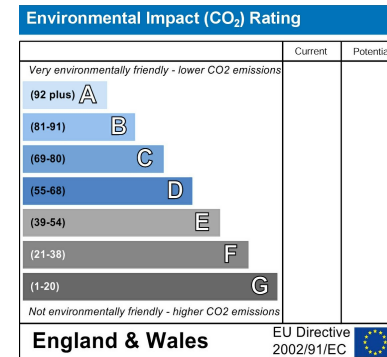 Environmental Impact (CO₂) Rating
Current Potentia
Very environmentally friendly - lower CO2 emissions
(92 plus) A
(81-91) B
(69-80) C
(55-68) D
(39-54) E
(21-38) F
(1-20) G
Not environmentally friendly - higher CO2 emissions
England & Wales
EU Directive
2002/91/EC